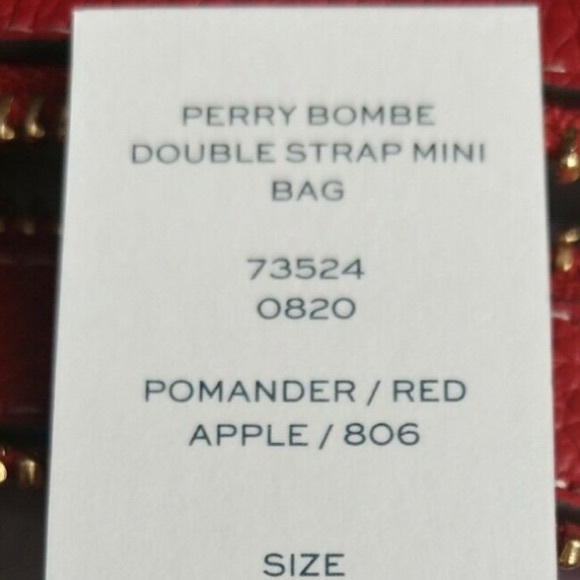 PERRY BOMBE
DOUBLE STRAP MINI
BAG
73524
0820
POMANDER / RED
APPLE / 806
SIZE